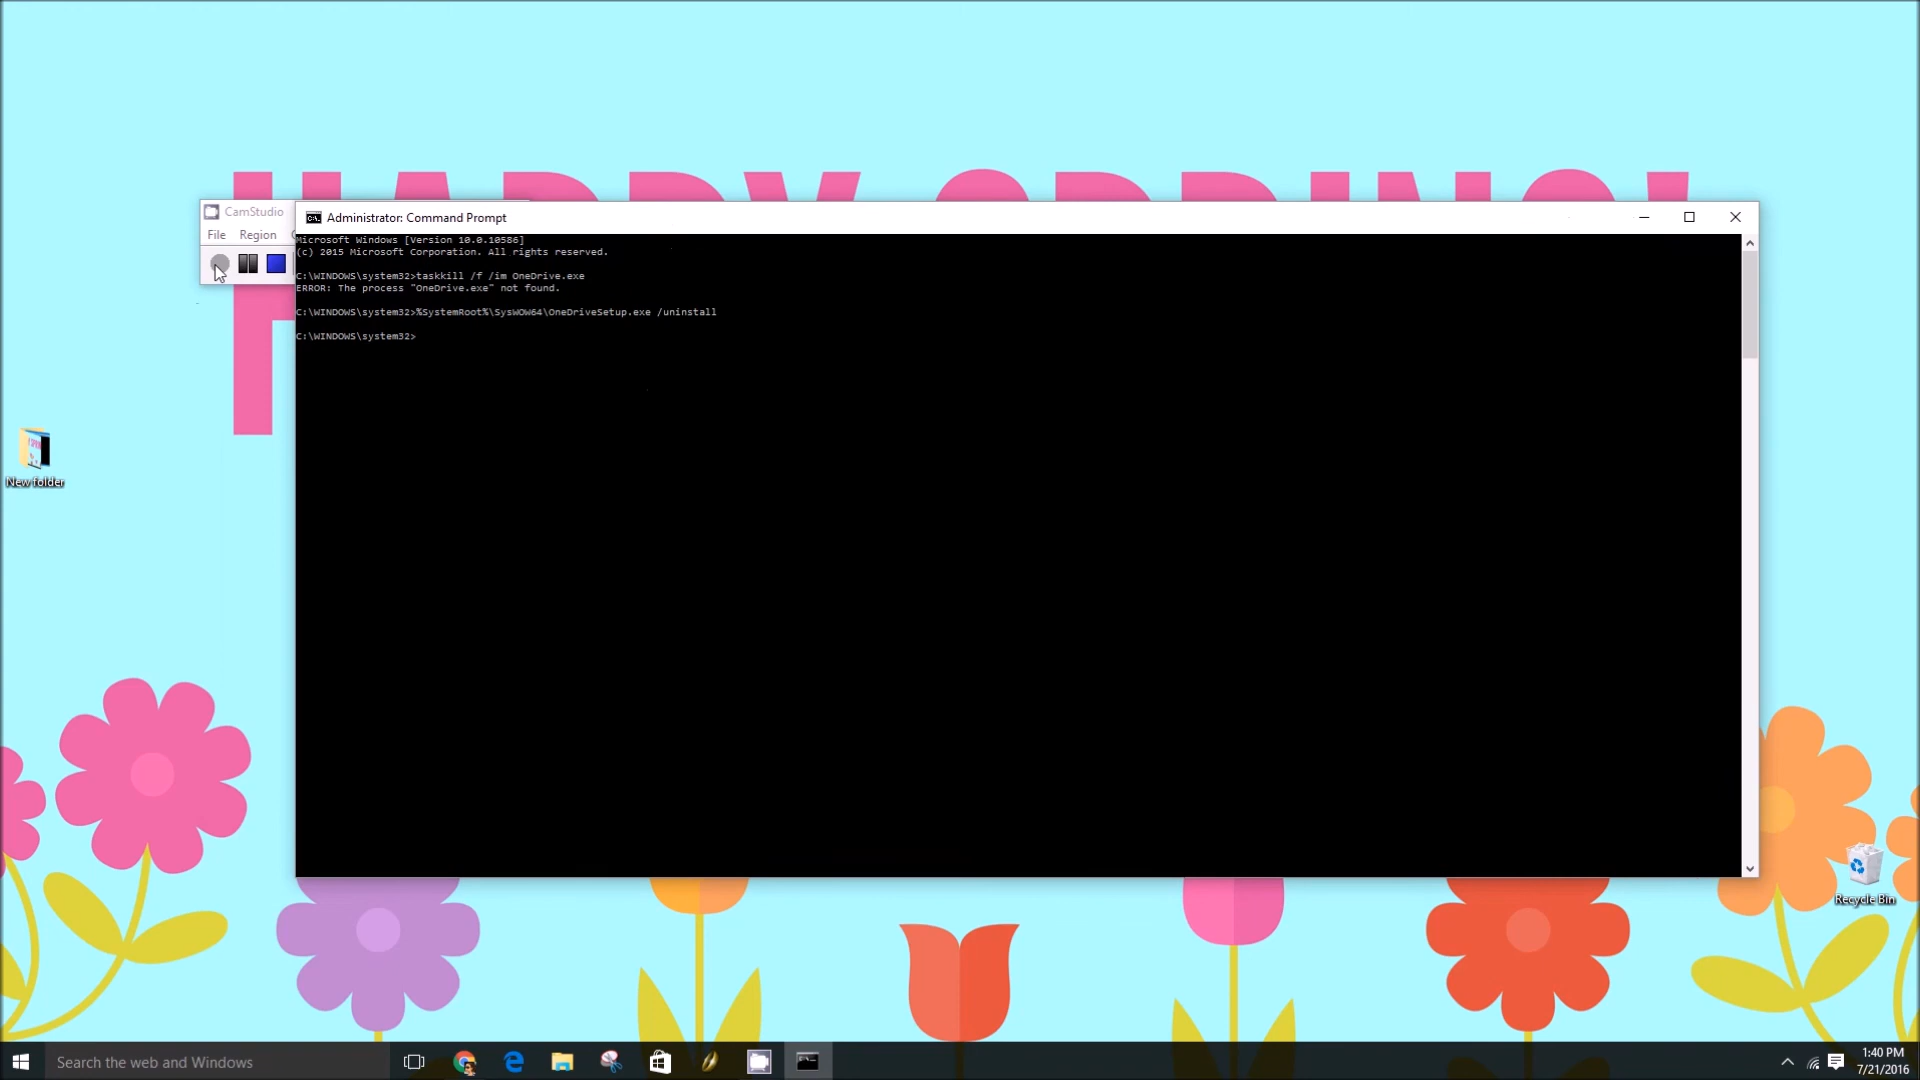 HAPPY SPRING!
CamStudio
File Region
Administrator: Command Prompt
Microsoft Windows [Version 10.0.10586]
(c) 2015 Microsoft Corporation. All rights reserved.
C:\WINDOWS\system32>taskkill /f /im OneDrive.exe
ERROR: The process "OneDrive.exe" not found.
C:\WINDOWS\system32>%SystemRoot%\SysWOW64\OneDriveSetup.exe /uninstall
C:\WINDOWS\system32>
New folder
Recycle Bin
Search the web and Windows
1:40 PM
7/21/2016